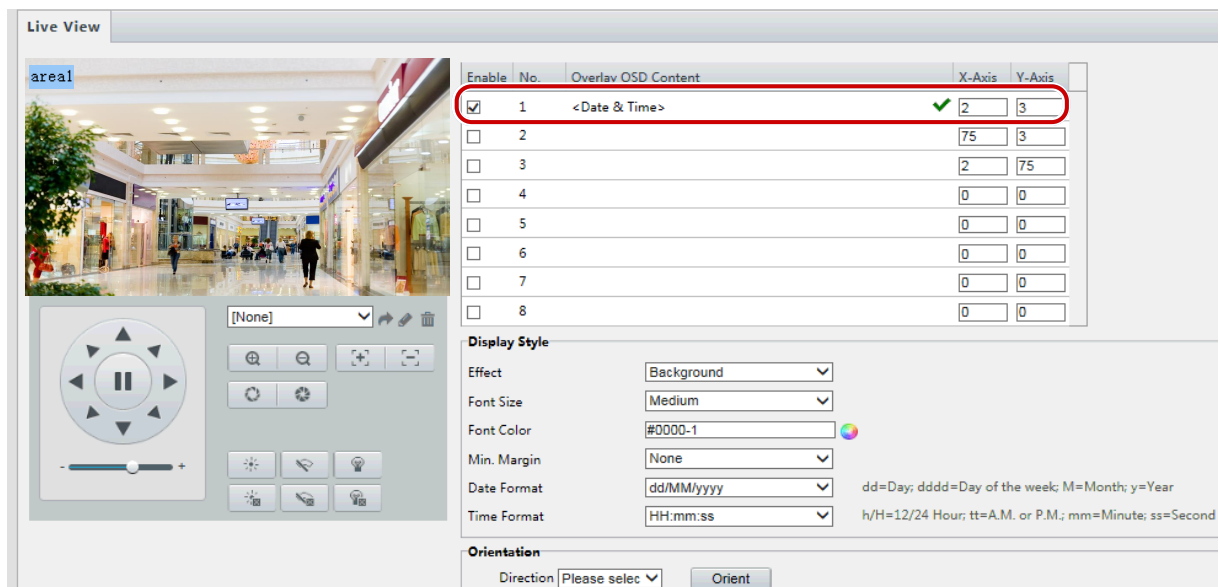 Live View
area1
Enable No. Overlay OSD Content X-Axis Y-Axis
1 <Date & Time> 2 3
2 75 3
3 2 75
4 0 0
5 0 0
6 0 0
7 0 0
8 0 0
[None]
- +
Display Style
Effect Background
Font Size Medium
Font Color #0000-1
Min. Margin None
Date Format dd/MM/yyyy dd=Day; dddd=Day of the week; M=Month; y=Year
Time Format HH:mm:ss h/H=12/24 Hour; tt=A.M. or P.M.; mm=Minute; ss=Second
Orientation
Direction Please selec Orient